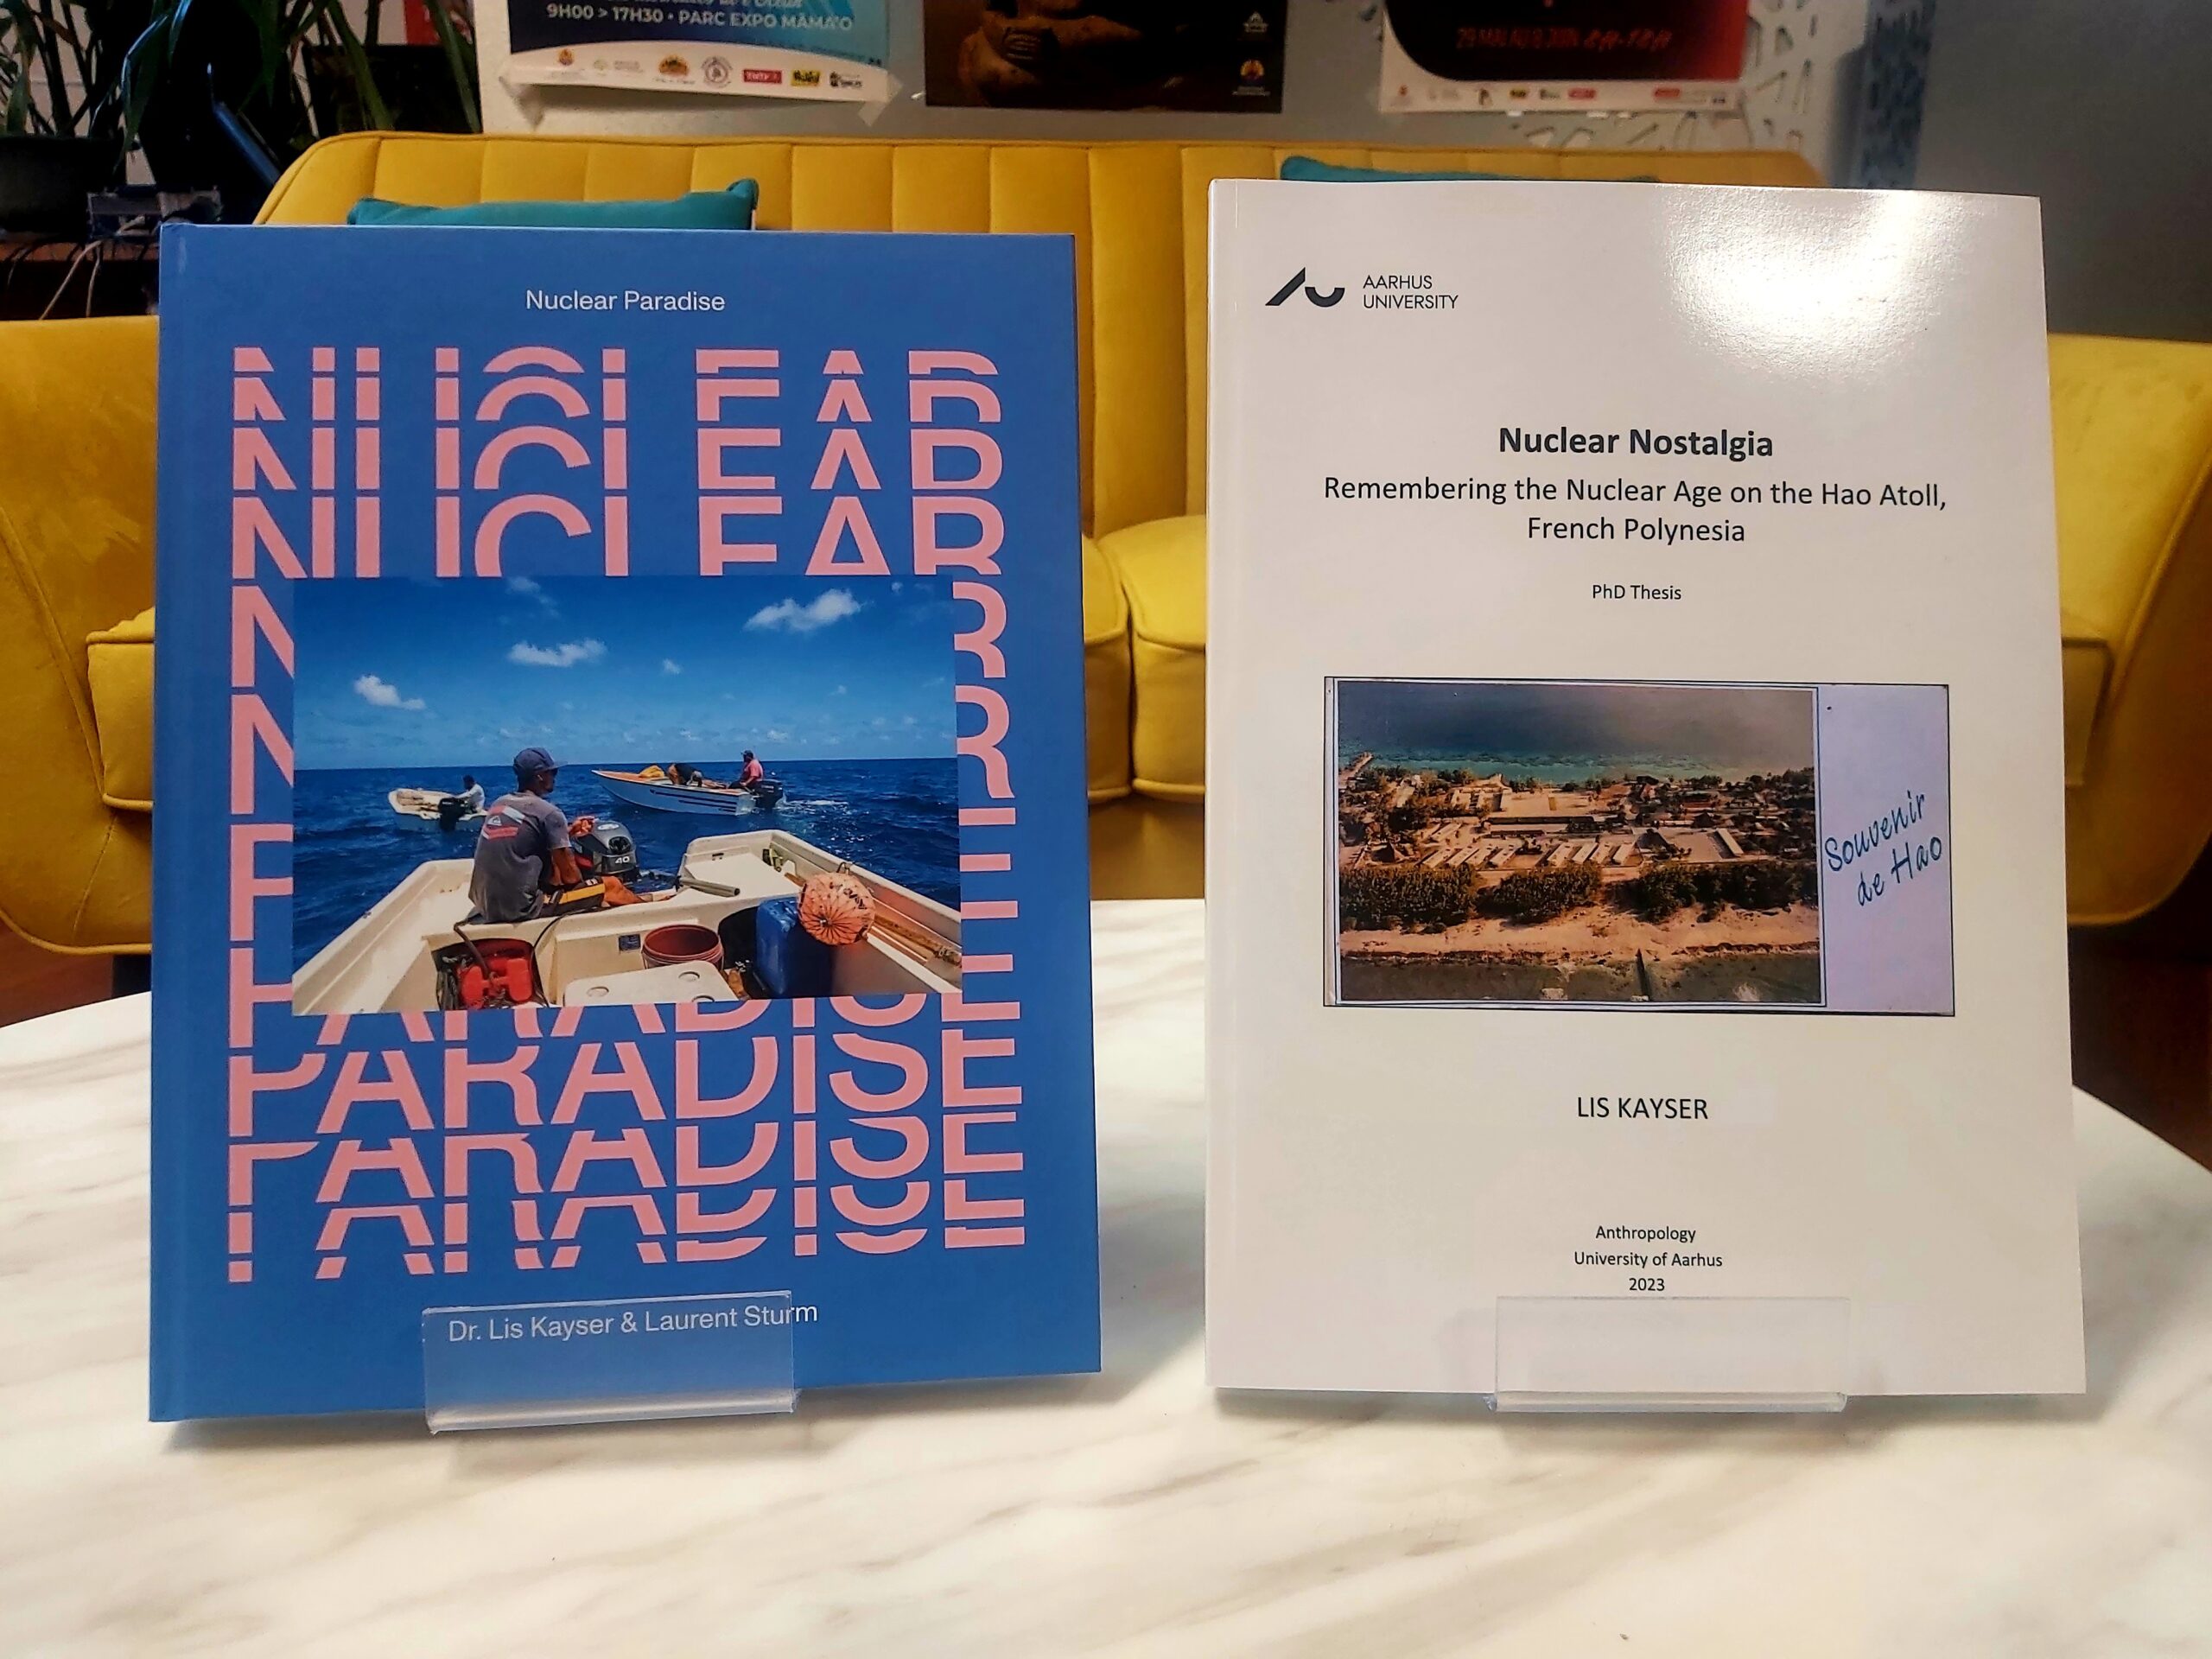 9H00 > 17H30 • PARC EXPO MAMA'O
Nuclear Paradise
NUCLEAR
PARADISE
PARADISE
PARADISE
Dr. Lis Kayser & Laurent Sturm
40
AARHUS
UNIVERSITY
Nuclear Nostalgia
Remembering the Nuclear Age on the Hao Atoll,
French Polynesia
PhD Thesis
Souvenir
de Hao
LIS KAYSER
Anthropology
University of Aarhus
2023